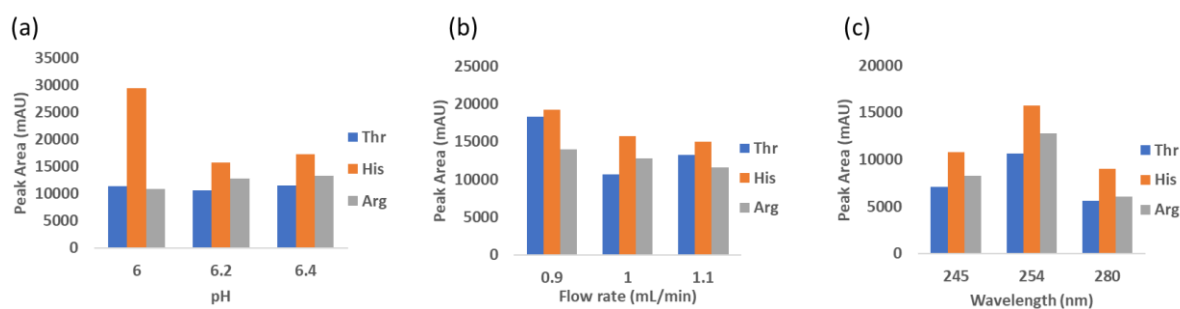 (a)
Peak Area (mAU)
35000
30000
25000
20000
15000
10000
5000
0
6 6.2 6.4
pH
Thr
His
Arg
(b)
Peak Area (mAU)
25000
20000
15000
10000
5000
0
0.9 1 1.1
Flow rate (mL/min)
Thr
His
Arg
(c)
Peak Area (mAU)
20000
15000
10000
5000
0
245 254 280
Wavelength (nm)
Thr
His
Arg